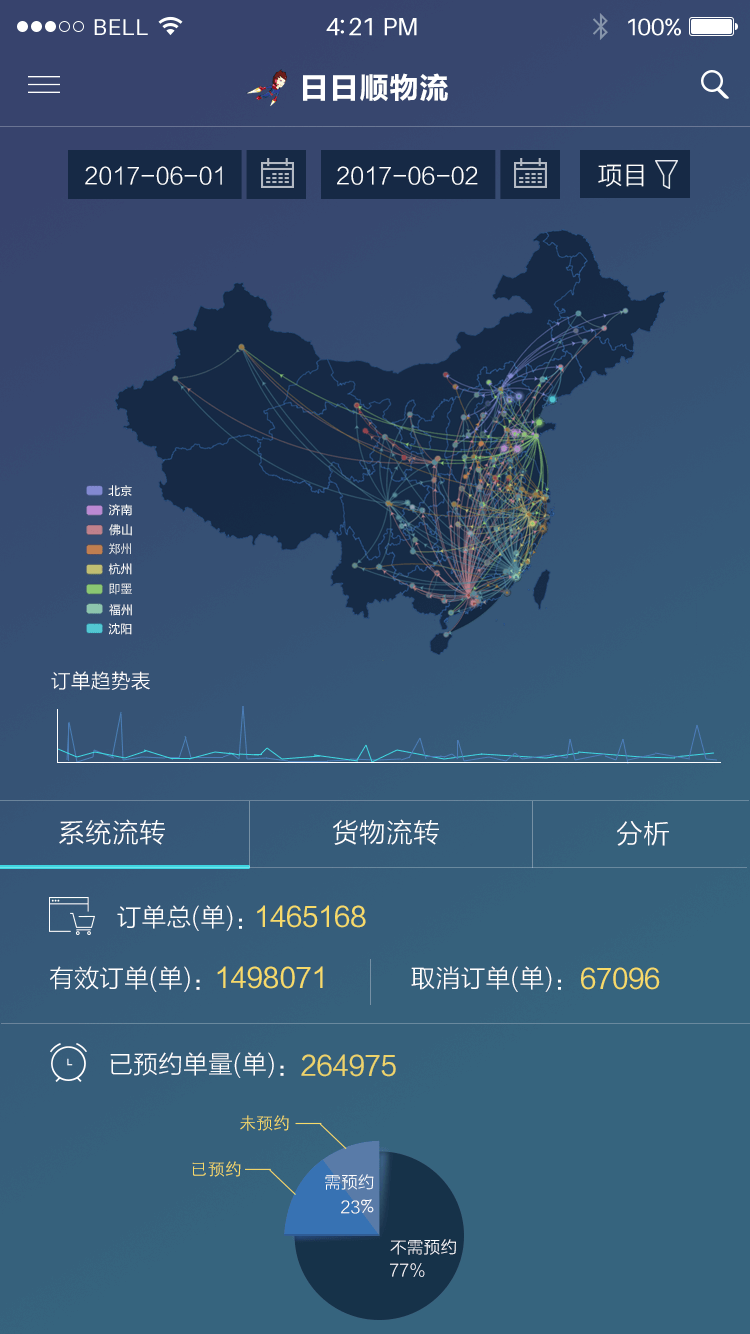 BELL 4:21 PM 100%
日日顺物流
2017-06-01 2017-06-02 项目
北京
济南
佛山
郑州
杭州
即墨
福州
沈阳
订单趋势表
系统流转 货物流转 分析
订单总(单): 1465168
有效订单(单): 1498071 取消订单(单): 67096
已预约单量(单): 264975
未预约
已预约
需预约
23%
不需预约
77%